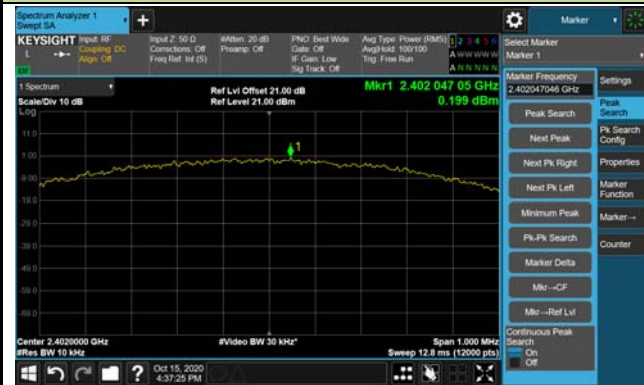 Spectrum Analyzer 1
Swept SA
+
Marker
KEYSIGHT
Input: RF
Coupling: DC
Align: Off
Input Z: 50 Ω
Corrections: Off
Freq Ref: Int (S)
#Atten: 20 dB
Preamp: Off
PNO: Best Wide
Gate: Off
IF Gain: Low
Sig Track: Off
Avg Type: Power (RMS)
Avg|Hold: 100/100
Trig: Free Run
1 2 3 4 5 6
A W W W W W
A N N N N N
Select Marker
Marker 1
1 Spectrum
Scale/Div 10 dB
Log
Ref Lvl Offset 21.00 dB
Ref Level 21.00 dBm
Mkr1 2.402 047 05 GHz
0.199 dBm
11.0
1.00
-9.00
-19.0
-29.0
-39.0
-49.0
-59.0
-69.0
1
Center 2.4020000 GHz
#Res BW 10 kHz
#Video BW 30 kHz*
Span 1.000 MHz
Sweep 12.8 ms (12000 pts)
Marker Frequency
2.402047046 GHz
Peak Search
Next Peak
Next Pk Right
Next Pk Left
Minimum Peak
Pk-Pk Search
Marker Delta
Mkr→CF
Mkr→Ref Lvl
Continuous Peak
Search
On
Off
Settings
Peak
Search
Pk Search
Config
Properties
Marker
Function
Marker→
Counter
Oct 15, 2020
4:37:25 PM